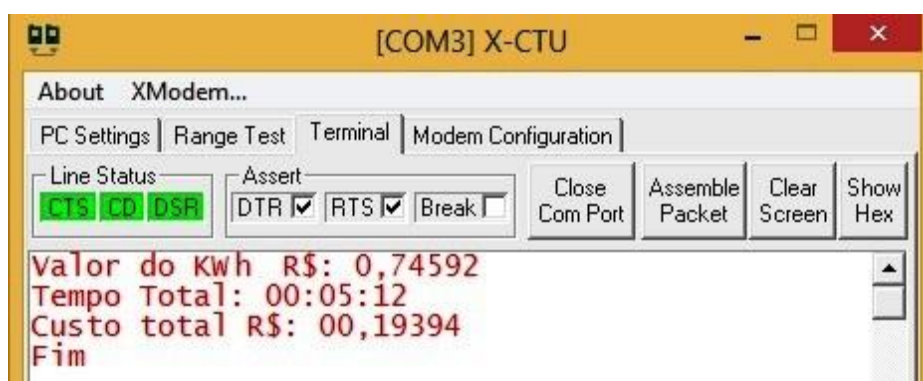 [COM3] X-CTU
About XModem...
PC Settings Range Test Terminal Modem Configuration
Line Status Assert
CTS CD DSR DTR RTS Break
Close Com Port
Assemble Packet
Clear Screen
Show Hex
Valor do KWh R$: 0,74592
Tempo Total: 00:05:12
Custo total R$: 00,19394
Fim